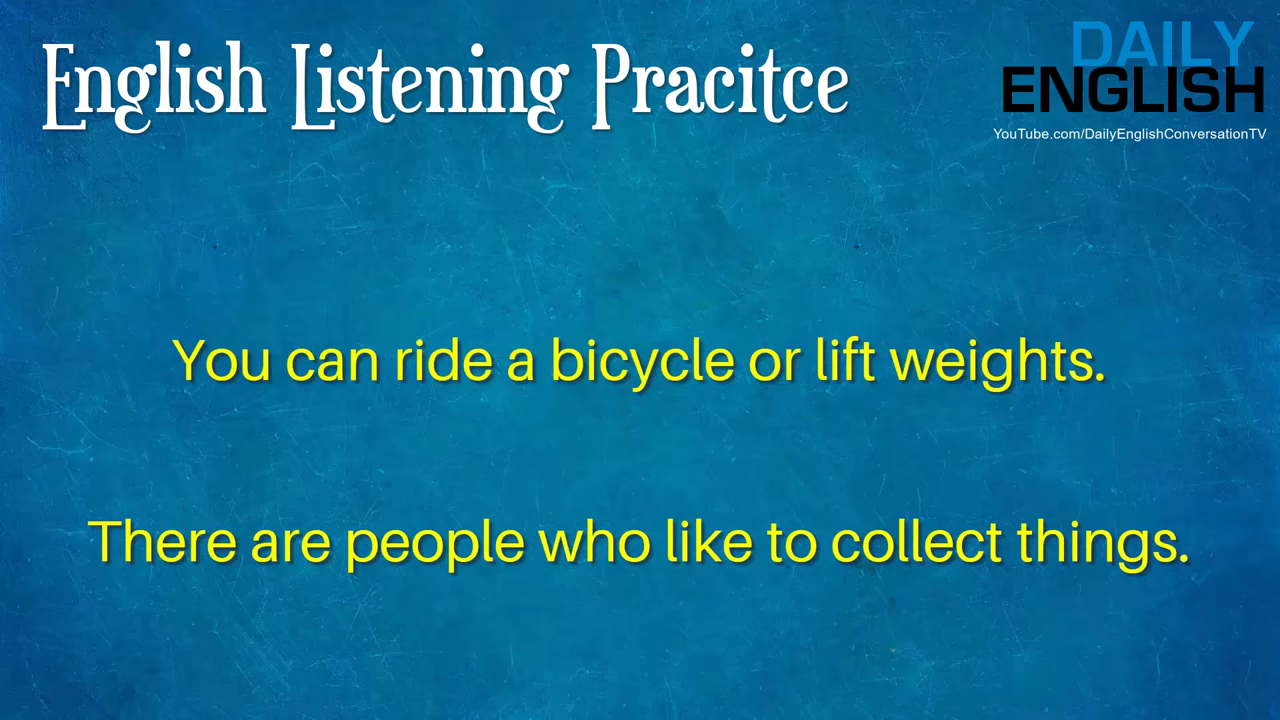 English Listening Pracitce
DAILY
ENGLISH
YouTube.com/DailyEnglishConversationTV
You can ride a bicycle or lift weights.
There are people who like to collect things.